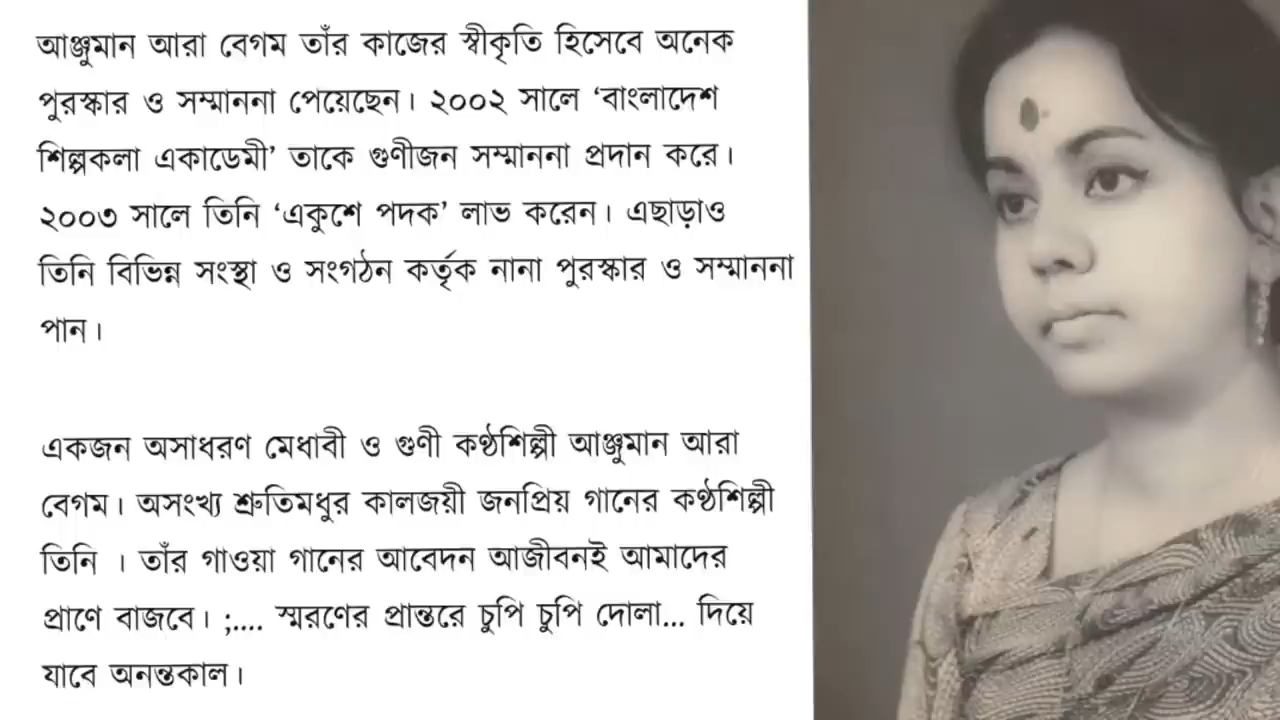 আঞ্জুমান আরা বেগম তাঁর কাজের স্বীকৃতি হিসেবে অনেক
পুরস্কার ও সম্মাননা পেয়েছেন। ২০০২ সালে ‘বাংলাদেশ
শিল্পকলা একাডেমী’ তাকে গুণীজন সম্মাননা প্রদান করে।
২০০৩ সালে তিনি ‘একুশে পদক’ লাভ করেন। এছাড়াও
তিনি বিভিন্ন সংস্থা ও সংগঠন কর্তৃক নানা পুরস্কার ও সম্মাননা
পান।
একজন অসাধরণ মেধাবী ও গুণী কণ্ঠশিল্পী আঞ্জুমান আরা
বেগম। অসংখ্য শ্রুতিমধুর কালজয়ী জনপ্রিয় গানের কণ্ঠশিল্পী
তিনি । তাঁর গাওয়া গানের আবেদন আজীবনই আমাদের
প্রাণে বাজবে। ;.... স্মরণের প্রান্তরে চুপি চুপি দোলা... দিয়ে
যাবে অনন্তকাল।